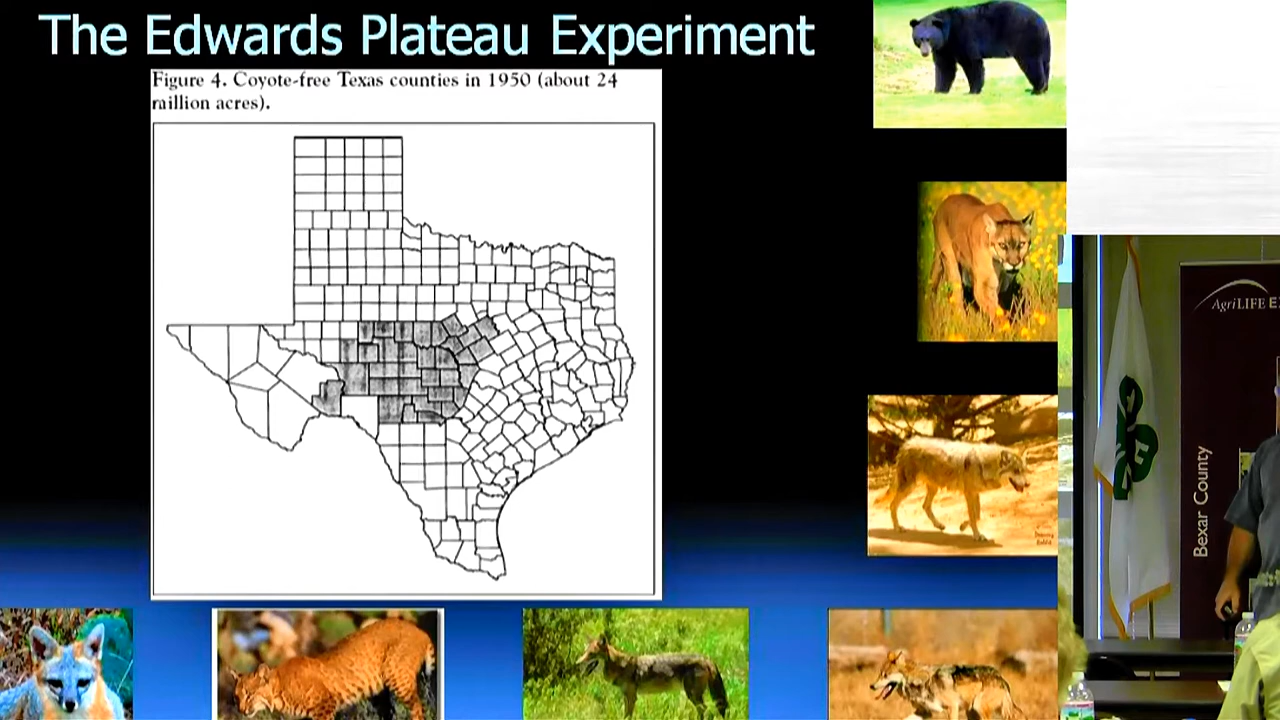 The Edwards Plateau Experiment
Figure 4. Coyote-free Texas counties in 1950 (about 24
million acres).
AgriLIFE E
Bexar County